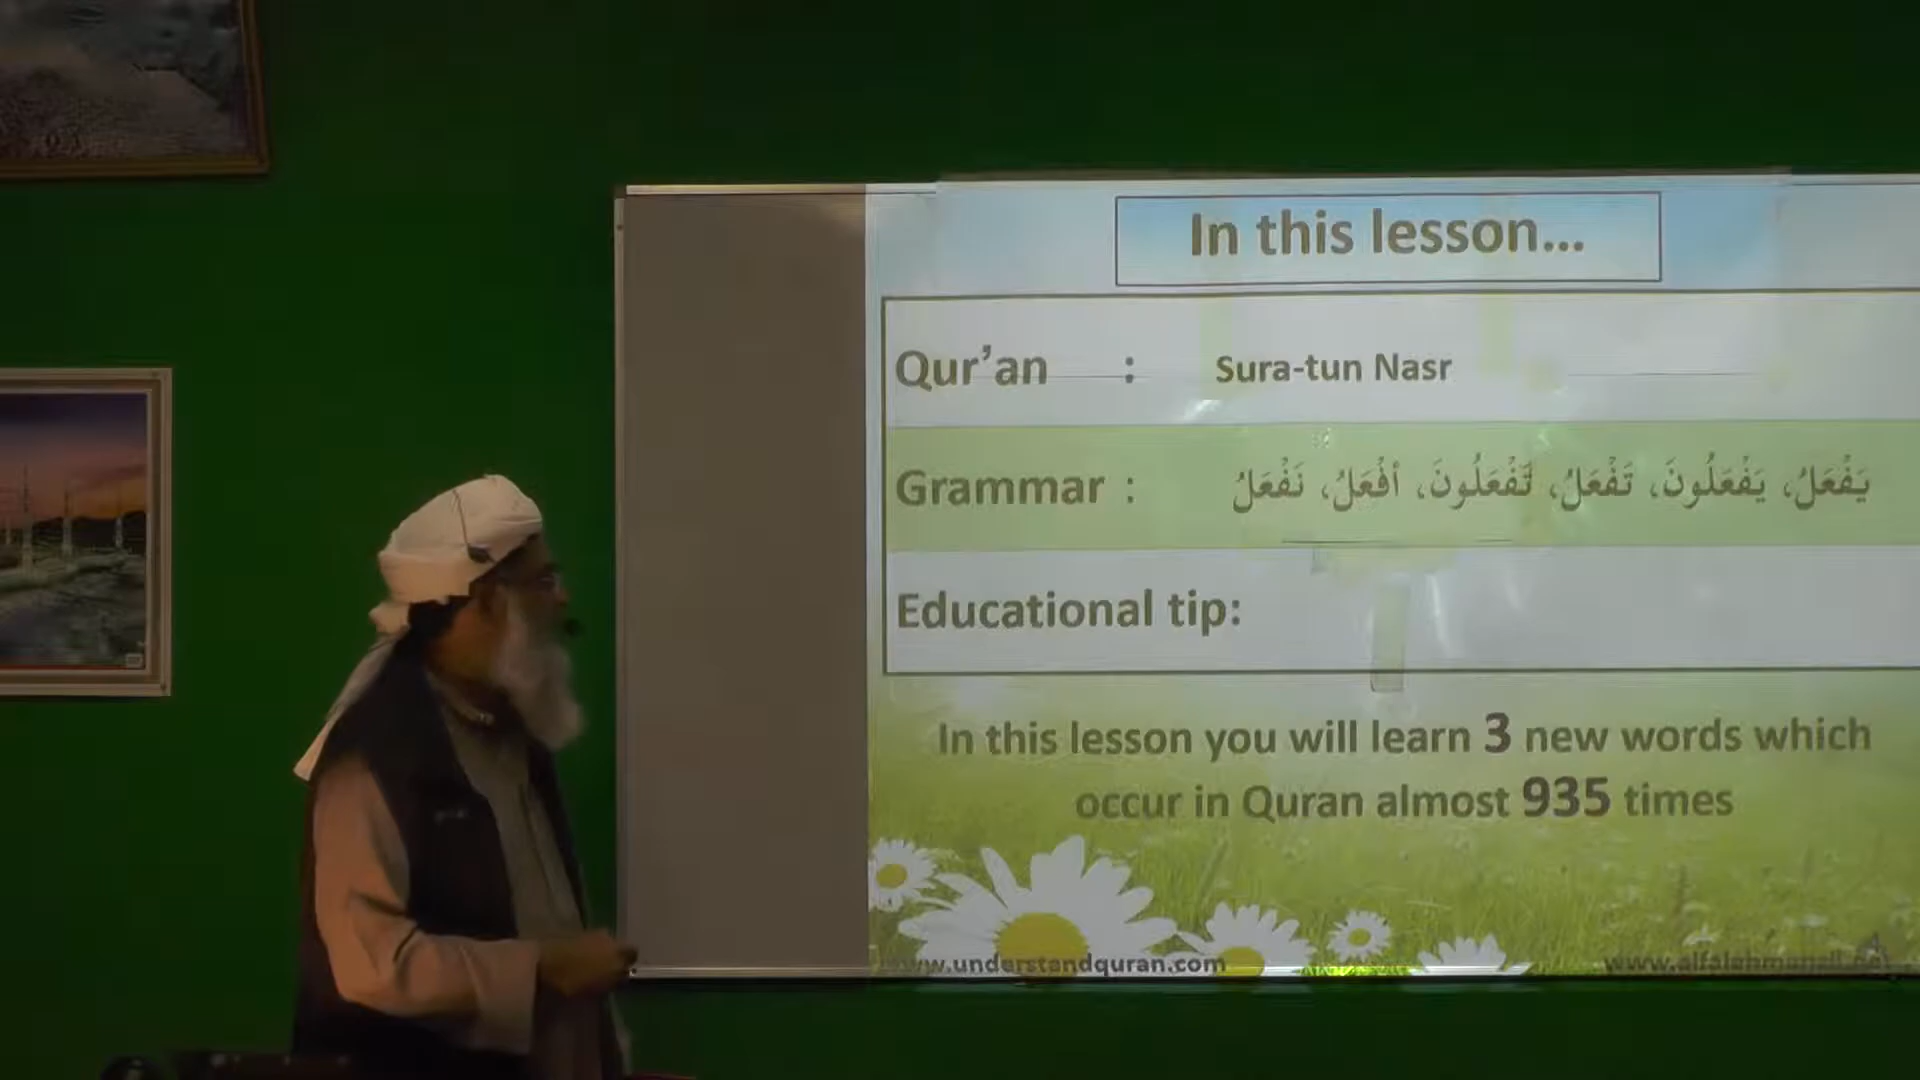 In this lesson...
Qur'an : Sura-tun Nasr
Grammar : يَفْعَلُ، يَفْعَلُونَ، تَفْعَلُ، تَفْعَلُونَ، أَفْعَلُ، نَفْعَلُ
Educational tip:
In this lesson you will learn 3 new words which
occur in Quran almost 935 times
www.understandquran.com